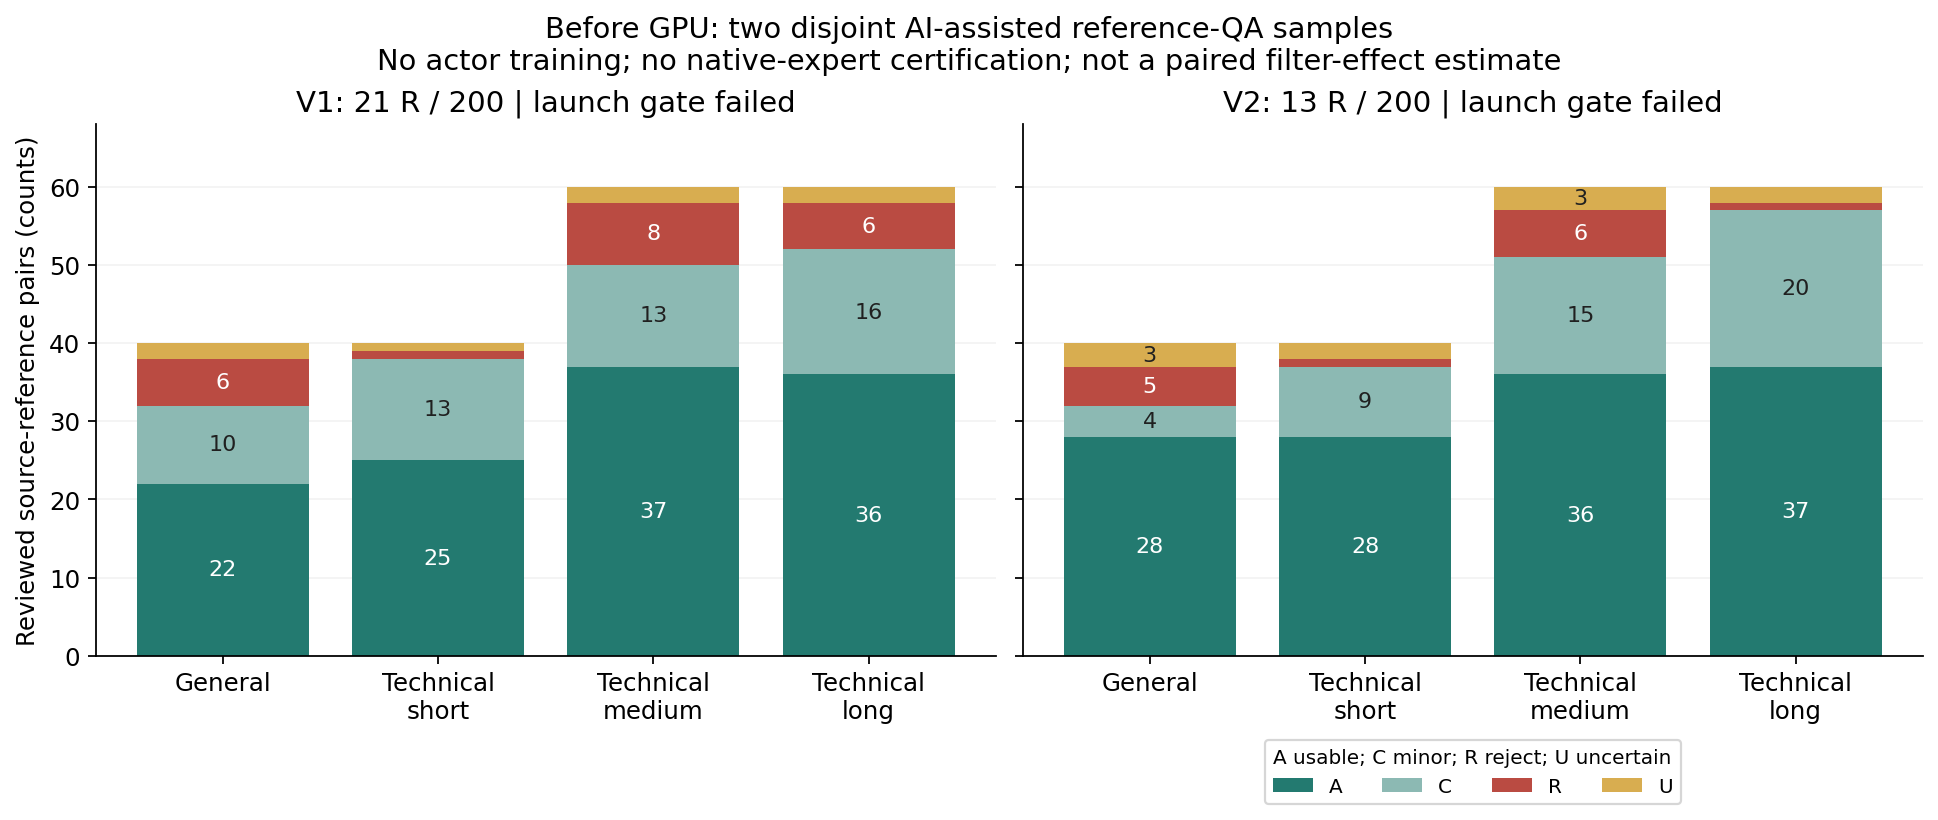 Before GPU: two disjoint AI-assisted reference-QA samples
No actor training; no native-expert certification; not a paired filter-effect estimate
V1: 21 R / 200 | launch gate failed
Reviewed source-reference pairs (counts)
60
50
40
30
20
10
0
6
10
22
13
25
8
13
37
6
16
36
General
Technical
short
Technical
medium
Technical
long
V2: 13 R / 200 | launch gate failed
3
5
4
28
9
28
3
6
15
36
20
37
General
Technical
short
Technical
medium
Technical
long
A usable; C minor; R reject; U uncertain
A C R U